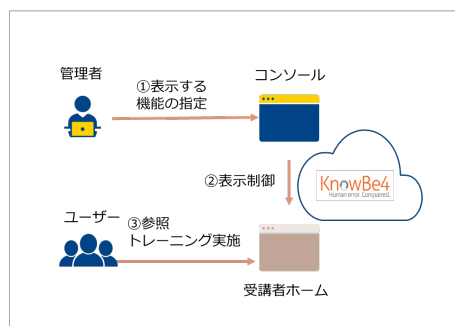 管理者
コンソール
①表示する
機能の指定
②表示制御
KnowBe4
Human error. Conquered.
ユーザー
③参照
トレーニング実施
受講者ホーム